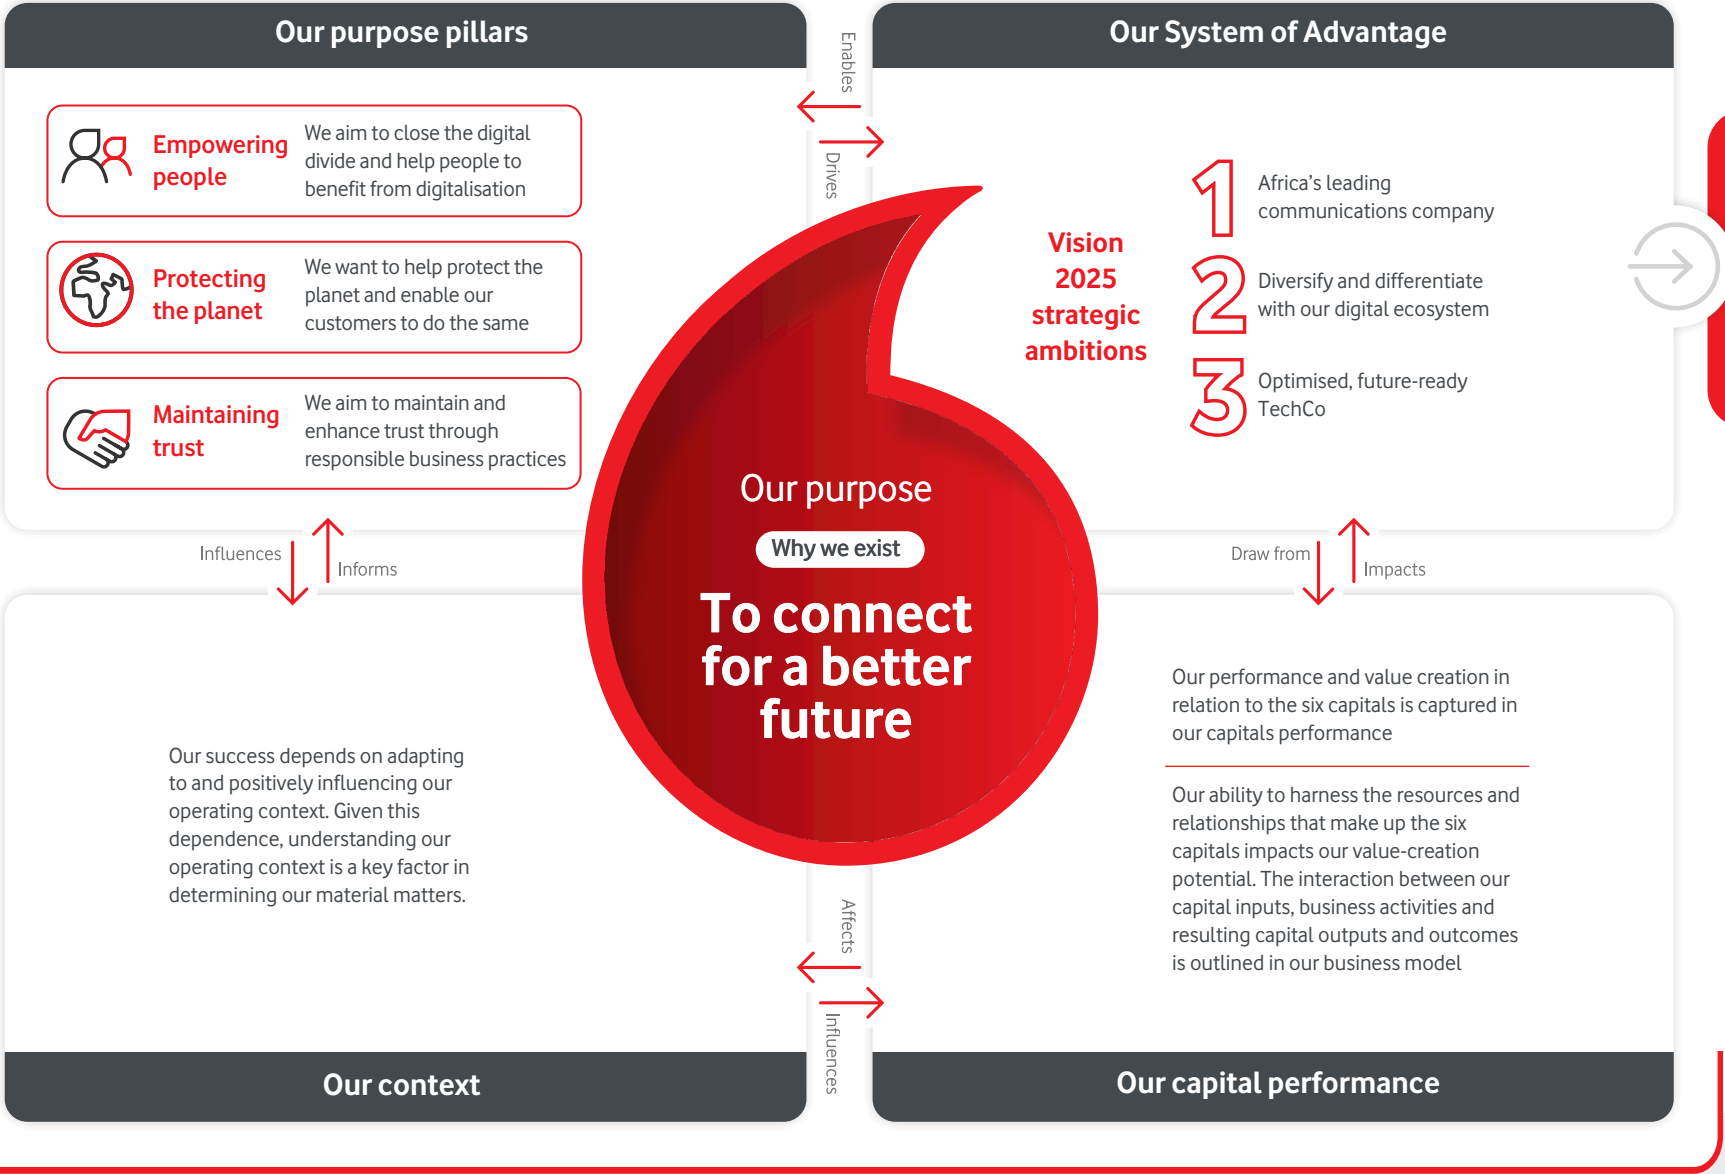 Our purpose pillars
Empowering
people
We aim to close the digital
divide and help people to
benefit from digitalisation
Protecting
the planet
We want to help protect the
planet and enable our
customers to do the same
Maintaining
trust
We aim to maintain and
enhance trust through
responsible business practices
Enables
Drives
Our System of Advantage
Vision
2025
strategic
ambitions
1
Africa's leading
communications company
2
Diversify and differentiate
with our digital ecosystem
3
Optimised, future-ready
TechCo
Our purpose
Why we exist
To connect
for a better
future
Influences
Informs
Draw from
Impacts
Our success depends on adapting
to and positively influencing our
operating context. Given this
dependence, understanding our
operating context is a key factor in
determining our material matters.
Our context
Affects
Influences
Our performance and value creation in
relation to the six capitals is captured in
our capitals performance
Our ability to harness the resources and
relationships that make up the six
capitals impacts our value-creation
potential. The interaction between our
capital inputs, business activities and
resulting capital outputs and outcomes
is outlined in our business model
Our capital performance